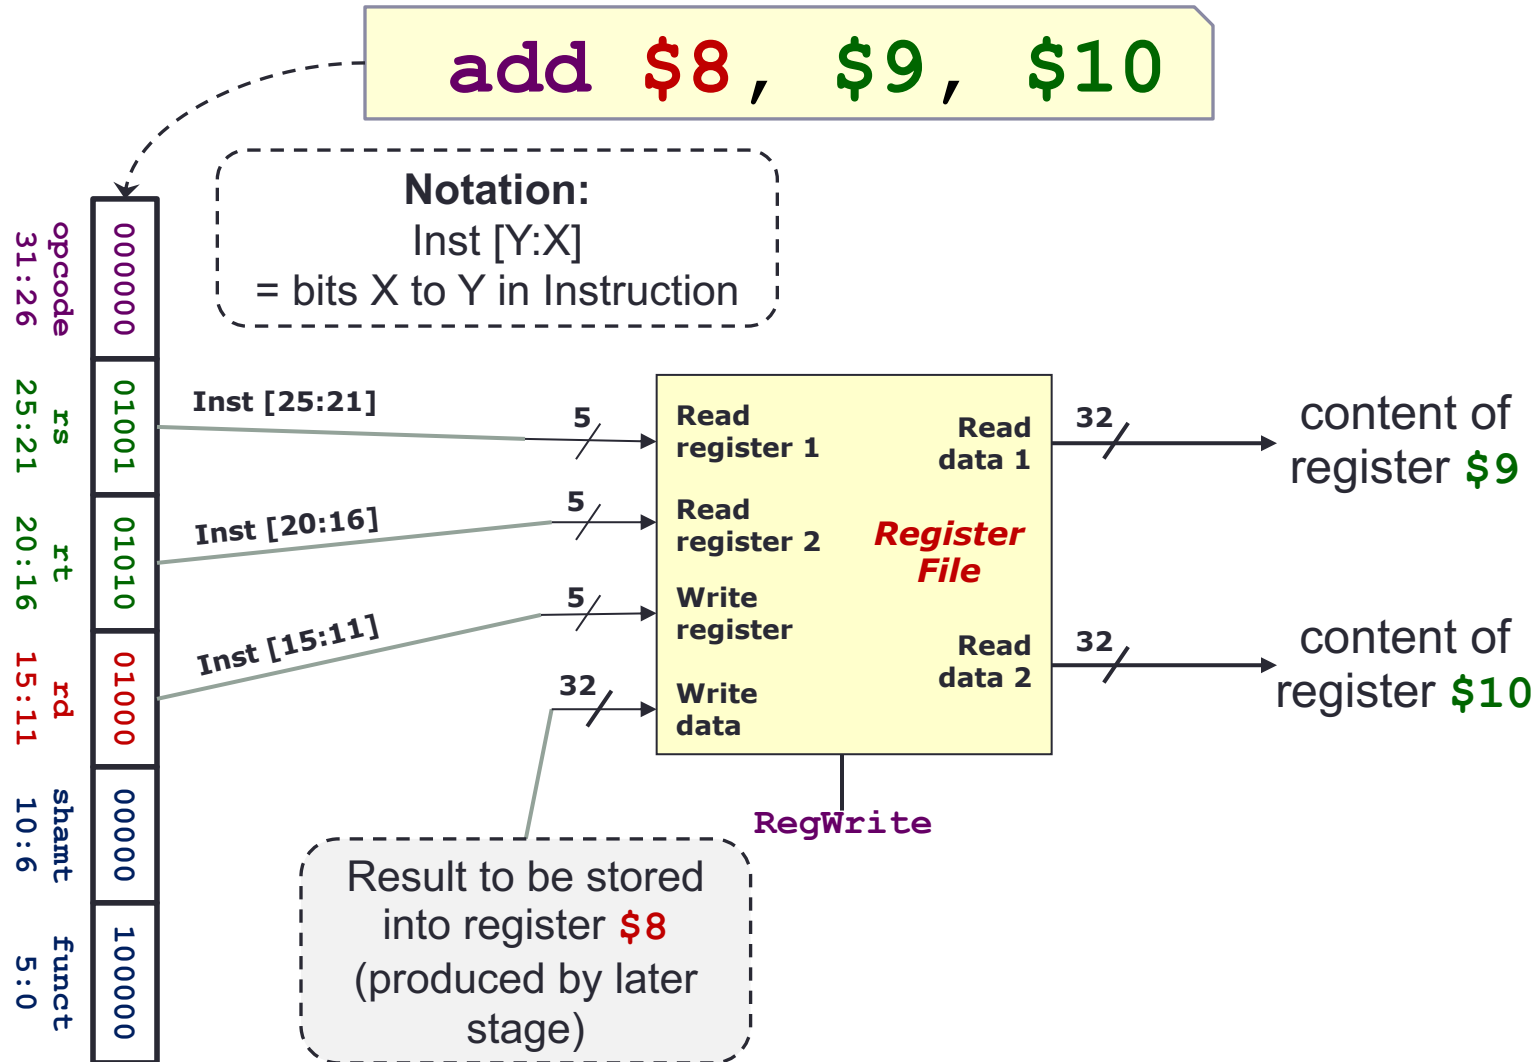 add $8, $9, $10
Notation:
Inst [Y:X]
= bits X to Y in Instruction
opcode
31:26
000000
rs
25:21
01001
rt
20:16
01010
rd
15:11
01000
shamt
10:6
00000
funct
5:0
100000
Inst [25:21]
5
Inst [20:16]
5
Inst [15:11]
5
32
Read
register 1
Read
register 2
Write
register
Write
data
Register
File
Read
data 1
Read
data 2
32
content of
register $9
32
content of
register $10
RegWrite
Result to be stored
into register $8
(produced by later
stage)